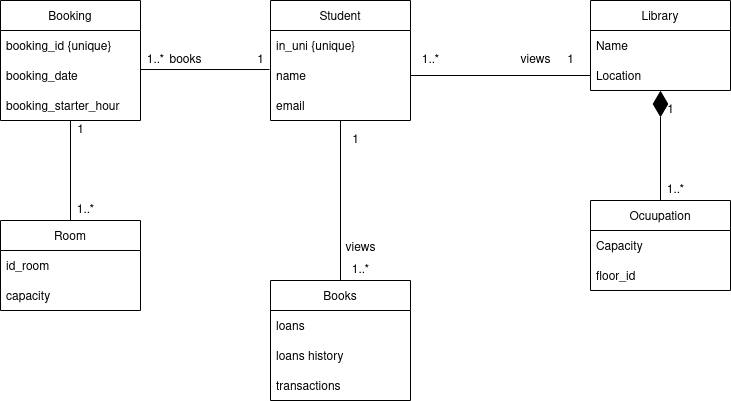 Booking
booking_id {unique}
booking_date
booking_starter_hour
1..* books 1
Student
in_uni {unique}
name
email
1..* views 1
Library
Name
Location
1
1..*
Room
id_room
capacity
1
views
1..*
Books
loans
loans history
transactions
1
1..*
Ocuupation
Capacity
floor_id